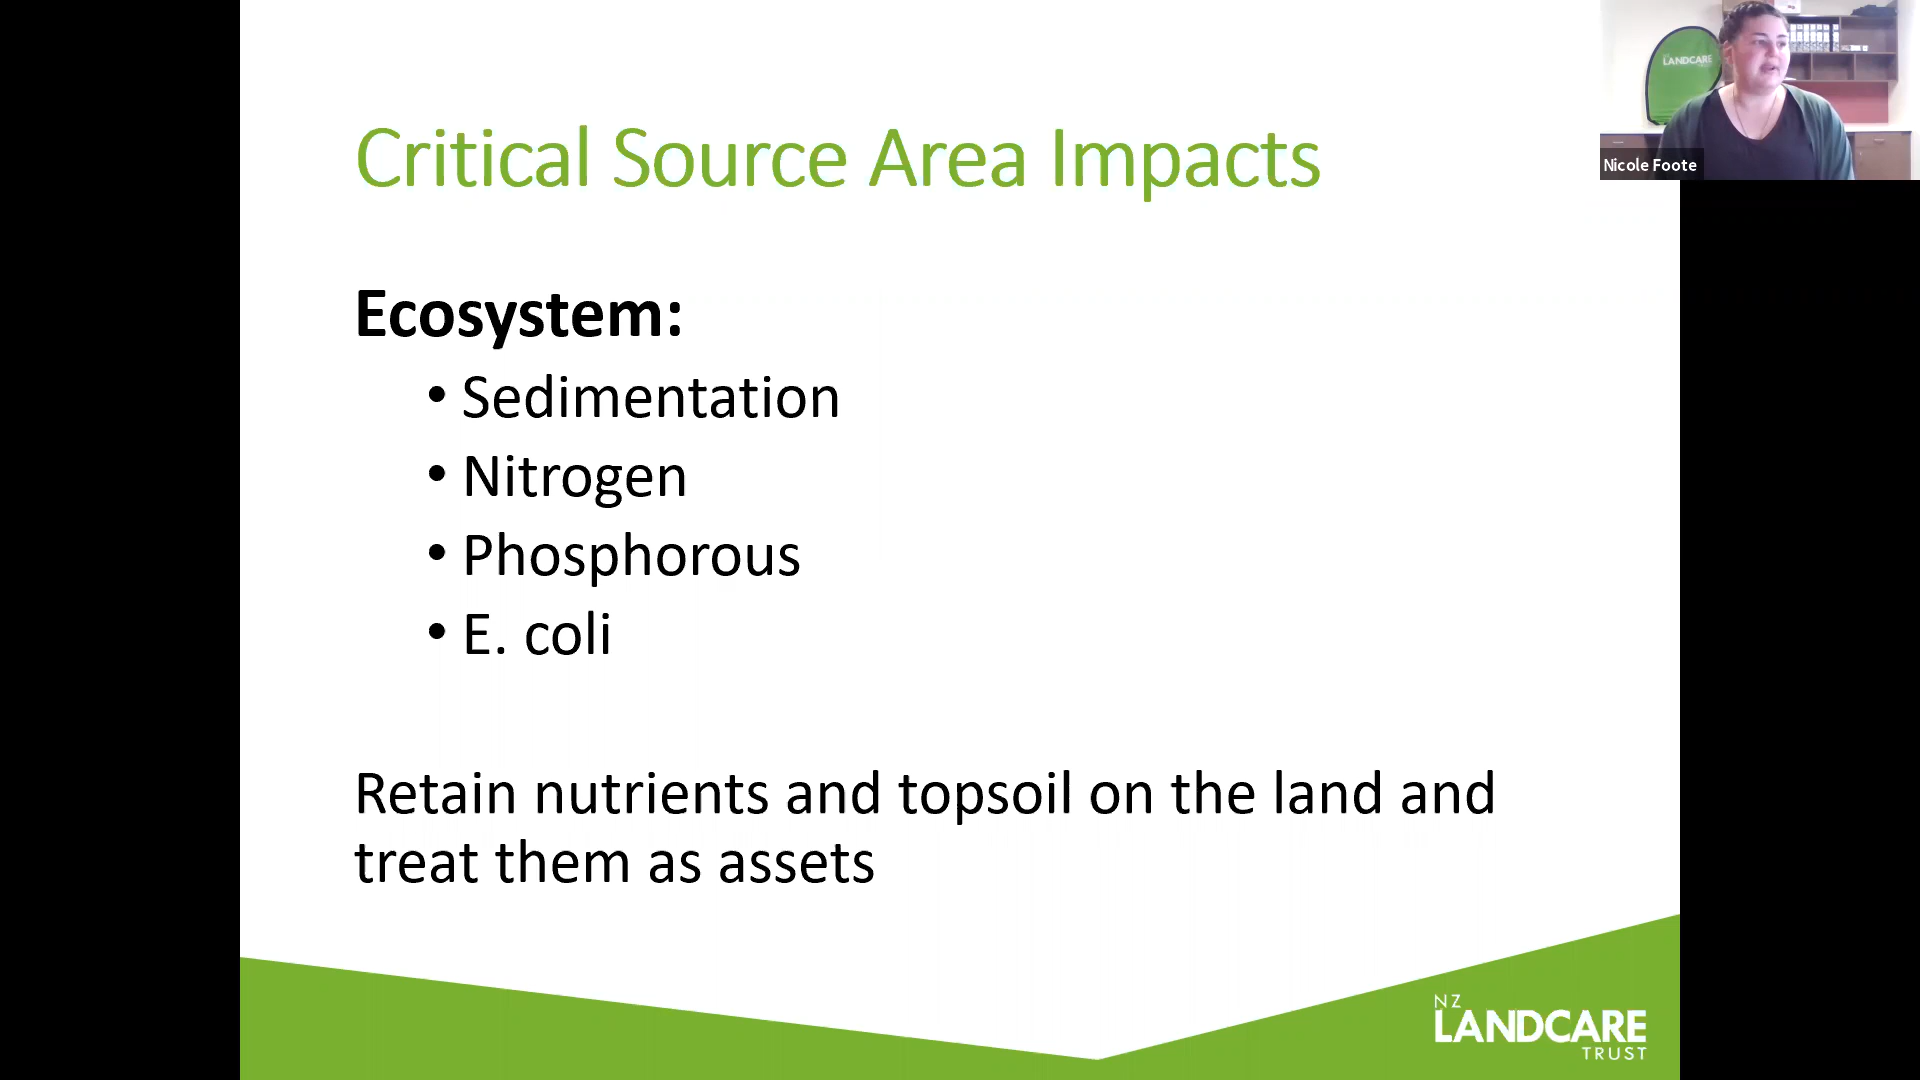 Critical Source Area Impacts
LANDCARE
Nicole Foote
Ecosystem:
• Sedimentation
• Nitrogen
• Phosphorous
• E. coli
Retain nutrients and topsoil on the land and
treat them as assets
NZ
LANDCARE
TRUST